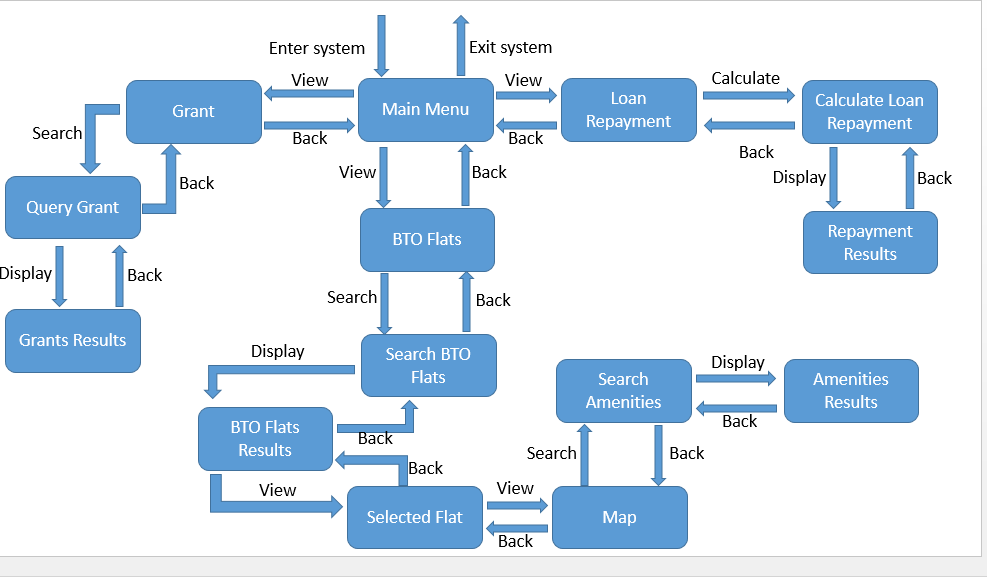 Enter system
Exit system
View
View
Calculate
Grant
Main Menu
Loan
Repayment
Calculate Loan
Repayment
Search
Back
Back
Back
View
Back
Display
Back
Back
Query Grant
BTO Flats
Repayment
Results
Display
Back
Search
Back
Grants Results
Display
Search BTO
Flats
Search
Amenities
Display
Amenities
Results
Back
BTO Flats
Results
Back
Back
Search
Back
View
Selected Flat
View
Map
Back